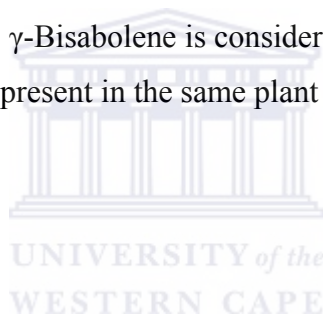 γ-Bisabolene is consider
present in the same plant
UNIVERSITY of the
WESTERN CAPE